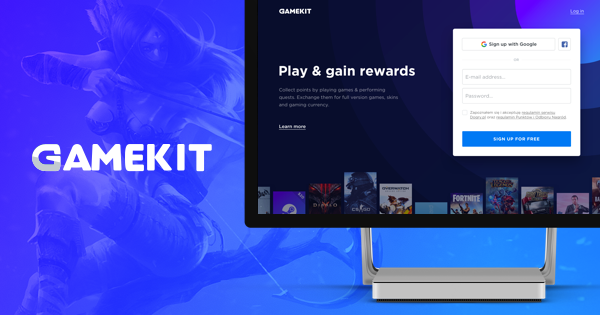 GAMEKIT
GAMEKIT
Log in
Play & gain rewards
Collect points by playing games & performing
quests. Exchange them for full version games, skins
and gaming currency.
Learn more
Sign up with Google
OR
E-mail address...
Password...
Zapoznałem się i akceptuję regulamin serwisu
SIGN UP FOR FREE
DIABLO
CS:GO
OVERWATCH
FORTNITE